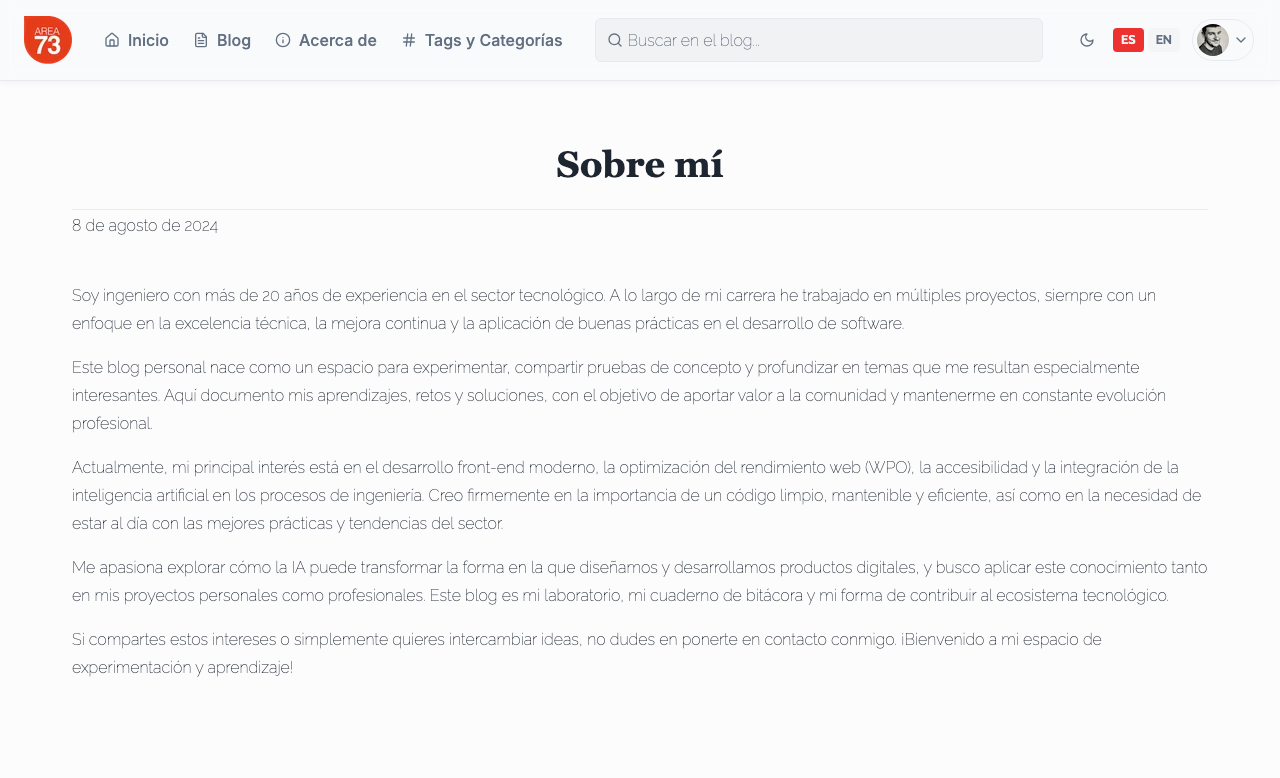 AREA
73
Inicio
Blog
Acerca de
Tags y Categorías
Buscar en el blog...
ES
EN
Sobre mí
8 de agosto de 2024
Soy ingeniero con más de 20 años de experiencia en el sector tecnológico. A lo largo de mi carrera he trabajado en múltiples proyectos, siempre con un
enfoque en la excelencia técnica, la mejora continua y la aplicación de buenas prácticas en el desarrollo de software.
Este blog personal nace como un espacio para experimentar, compartir pruebas de concepto y profundizar en temas que me resultan especialmente
interesantes. Aquí documento mis aprendizajes, retos y soluciones, con el objetivo de aportar valor a la comunidad y mantenerme en constante evolución
profesional.
Actualmente, mi principal interés está en el desarrollo front-end moderno, la optimización del rendimiento web (WPO), la accesibilidad y la integración de la
inteligencia artificial en los procesos de ingeniería. Creo firmemente en la importancia de un código limpio, mantenible y eficiente, así como en la necesidad de
estar al día con las mejores prácticas y tendencias del sector.
Me apasiona explorar cómo la IA puede transformar la forma en la que diseñamos y desarrollamos productos digitales, y busco aplicar este conocimiento tanto
en mis proyectos personales como profesionales. Este blog es mi laboratorio, mi cuaderno de bitácora y mi forma de contribuir al ecosistema tecnológico.
Si compartes estos intereses o simplemente quieres intercambiar ideas, no dudes en ponerte en contacto conmigo. ¡Bienvenido a mi espacio de
experimentación y aprendizaje!